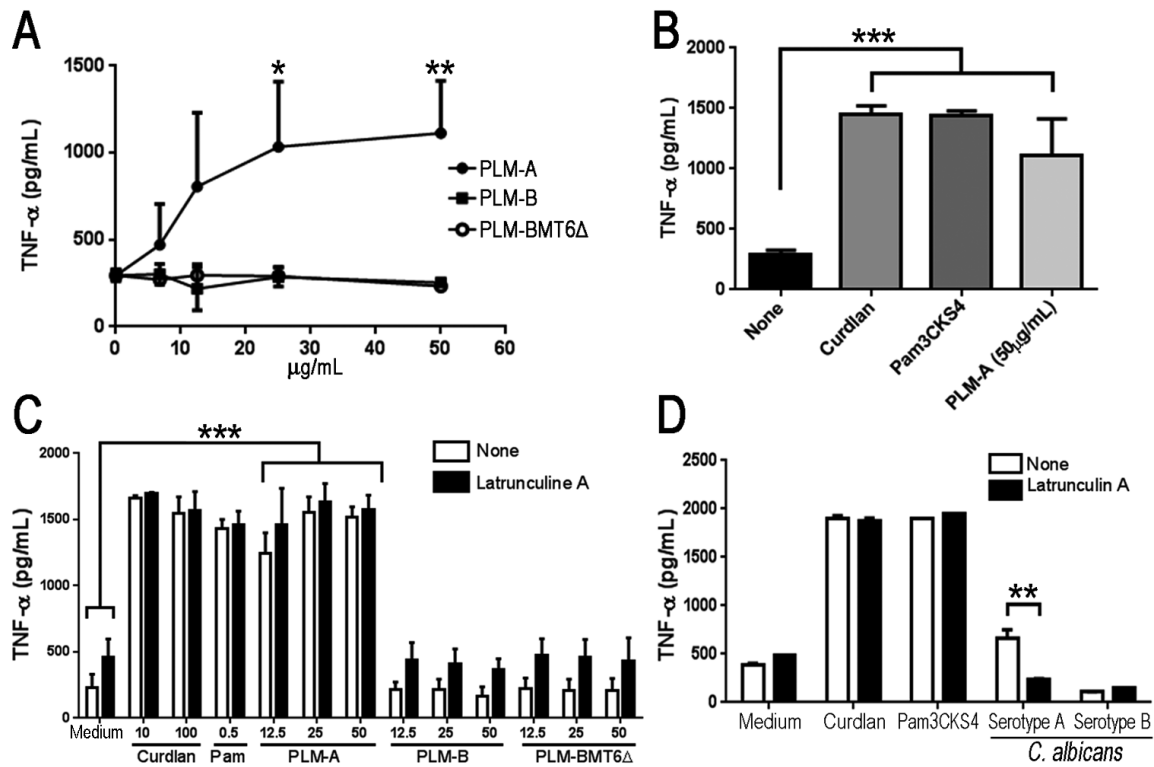 A
1500
1000
500
0
TNF-α (pg/mL)
* **
PLM-A
PLM-B
PLM-BMT6Δ
0 10 20 30 40 50 60
μg/mL
B
2000
1500
1000
500
0
TNF-α (pg/mL)
***
None
Curdlan
Pam3CKS4
PLM-A (50μg/mL)
C
2000
1500
1000
500
0
TNF-α (pg/mL)
***
None
Latrunculine A
Medium 10 100 0.5 12.5 25 50 12.5 25 50 12.5 25 50
Curdlan Pam PLM-A PLM-B PLM-BMT6Δ
D
2500
2000
1500
1000
500
0
TNF-α (pg/mL)
None
Latrunculin A
**
Medium Curdlan Pam3CKS4 Serotype A Serotype B
C. albicans